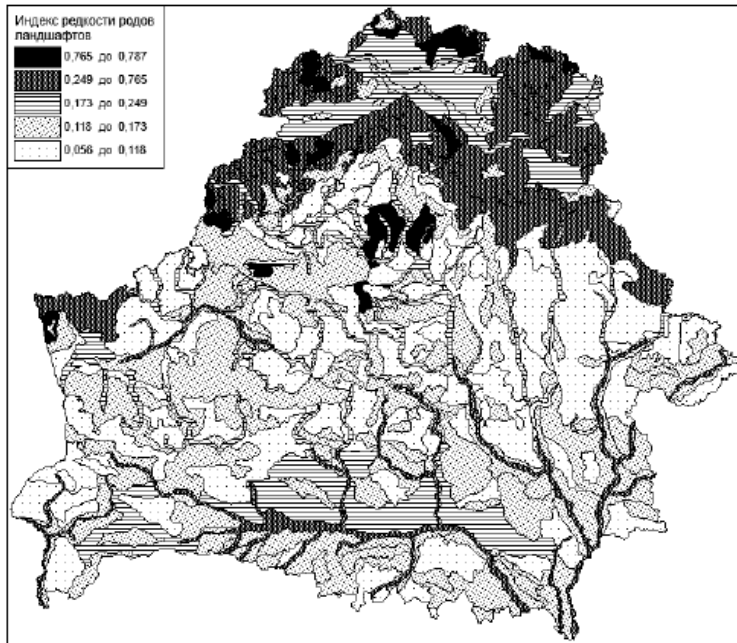 Индекс редкости родов
ландшафтов
0,765 до 0,787
0,249 до 0,765
0,173 до 0,249
0,118 до 0,173
0,056 до 0,118